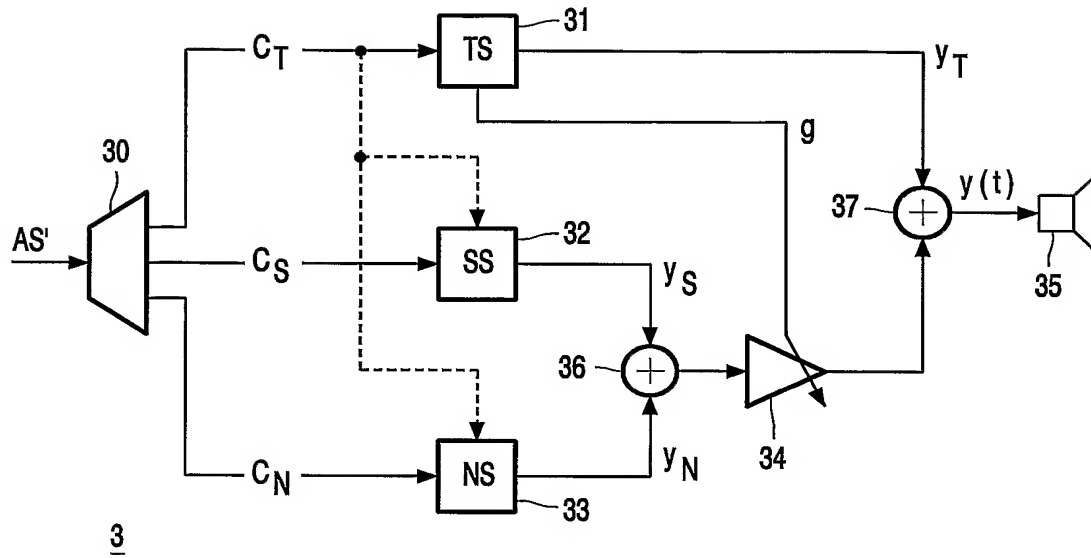 31
C_T
TS
y_T
g
30
AS'
37
+
y(t)
35
C_S
SS
32
y_S
36
+
34
C_N
NS
33
y_N
3